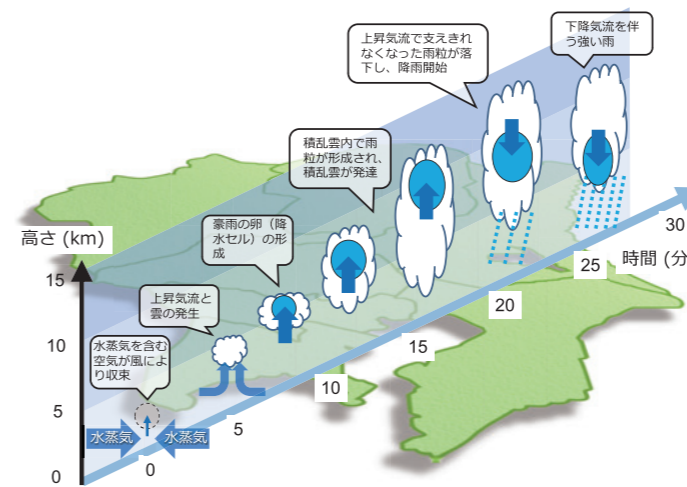 下降気流を伴
う強い雨
上昇気流で支えきれ
なくなった雨粒が落
下し、降雨開始
積乱雲内で雨
粒が形成され、
積乱雲が発達
豪雨の卵（降
水セル）の形
成
上昇気流と
雲の発生
水蒸気を含む
空気が風によ
り収束
高さ (km)
15
10
5
0
水蒸気
水蒸気
0
5
10
15
20
25
30
時間 (分